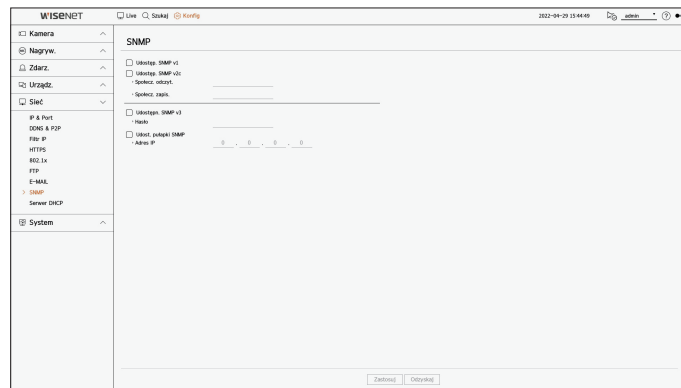 WISENET
Live Szukaj Konfig
2022-04-29 15:44:49 admin ?
Kamera
Nagryw.
Zdarz.
Urządz.
Sieć
IP & Port
DDNS & P2P
Filtr IP
HTTPS
802.1x
FTP
E-MAIL
> SNMP
Serwer DHCP
System
SNMP
Udostęp. SNMP v1
Udostęp. SNMP v2c
• Społecz. odczyt.
• Społecz. zapis.
Udostępn. SNMP v3
• Hasło
Udost. pułapki SNMP
• Adres IP 0 . 0 . 0 . 0
Zastosuj Odzyskaj